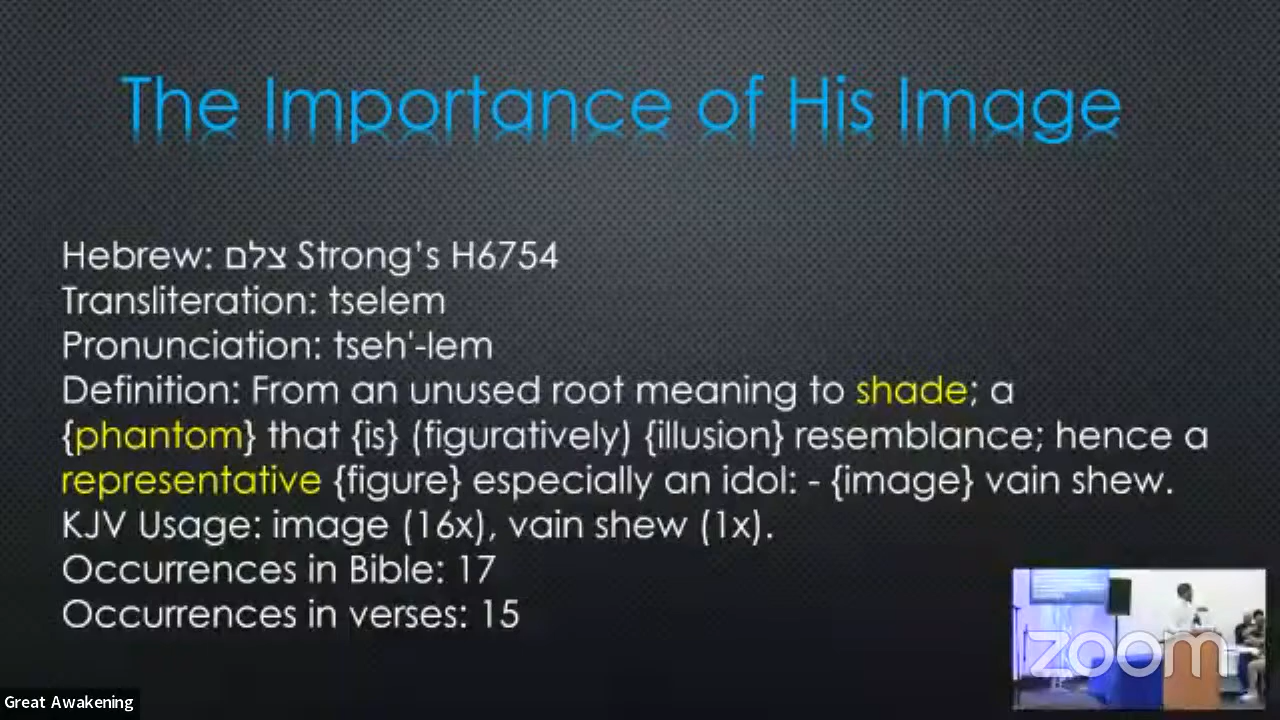 The Importance of His Image
Hebrew: צלם Strong's H6754
Transliteration: tselem
Pronunciation: tseh'-lem
Definition: From an unused root meaning to shade; a
{phantom} that {is} (figuratively) {illusion} resemblance; hence a
representative {figure} especially an idol: - {image} vain shew.
KJV Usage: image (16x), vain shew (1x).
Occurrences in Bible: 17
Occurrences in verses: 15
zoom
Great Awakening